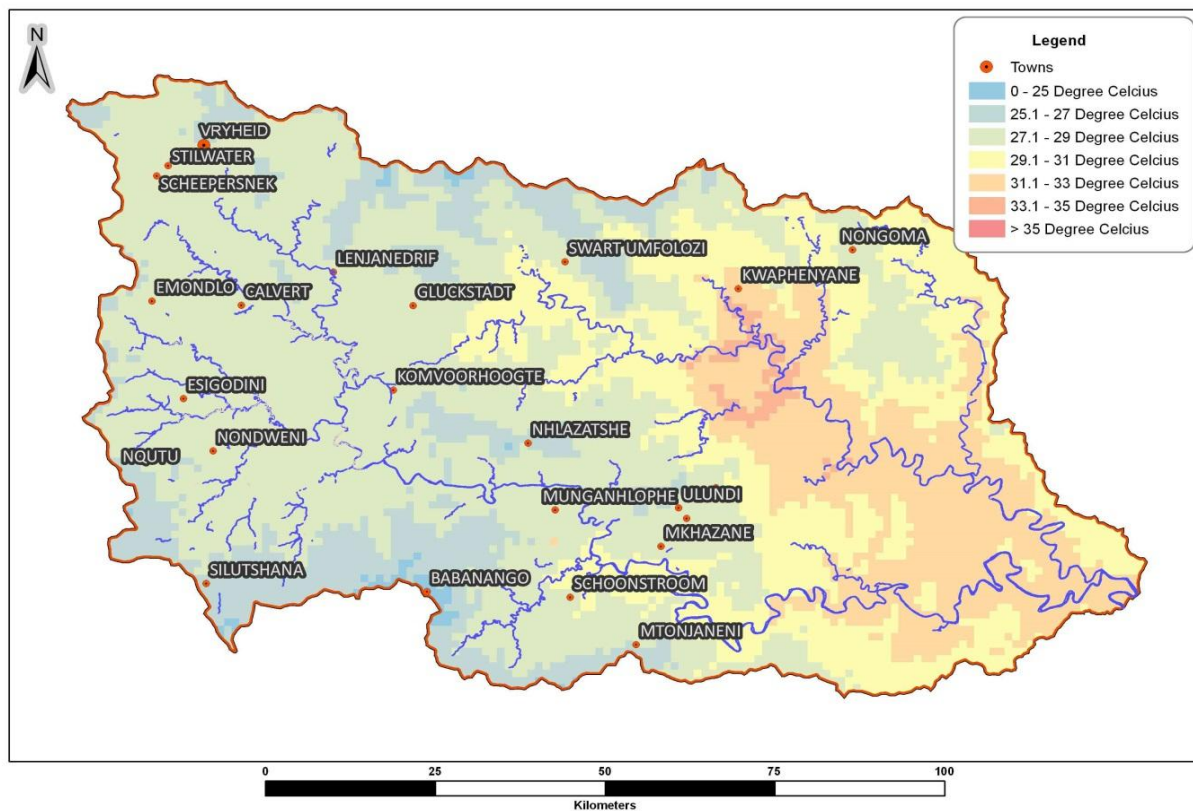 N
Legend
Towns
0 - 25 Degree Celcius
25.1 - 27 Degree Celcius
27.1 - 29 Degree Celcius
29.1 - 31 Degree Celcius
31.1 - 33 Degree Celcius
33.1 - 35 Degree Celcius
> 35 Degree Celcius
VRYHEID
STILWATER
SCHEEPERSNEK
SWART UMFOLOZI
NONGOMA
LENJANEDRIF
KWAPHENYANE
EMONDLO
CALVERT
GLUCKSTADT
KOMVOORHOOGTE
ESIGODINI
NONDWENI
NHLAZATSHE
NQUTU
MUNGANHLOPHE
ULUNDI
MKHAZANE
SILUTSHANA
BABANANGO
SCHOONSTROOM
MTONJANENI
0 25 50 75 100
Kilometers